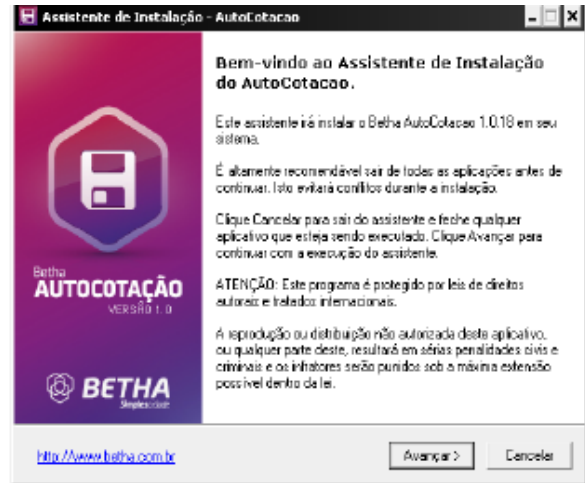 Assistente de Instalação - AutoCotacao
Bem-vindo ao Assistente de Instalação
do AutoCotacao.
Este assistente irá instalar o Betha AutoCotacao 1.0.18 em seu
sistema.
É altamente recomendável sair de todas as aplicações antes de
continuar. Isto evitará conflitos durante a instalação.
Clique Cancelar para sair do assistente e feche qualquer
aplicativo que esteja sendo executado. Clique Avançar para
continuar com a execução do assistente.
ATENÇÃO: Este programa é protegido por leis de direitos
autorais e tratados internacionais.
A reprodução ou distribuição não autorizada deste aplicativo,
ou qualquer parte deste, resultará em sérias penalidades civis e
criminais e os infratores serão punidos sob a máxima extensão
possível dentro da lei.
Betha
AUTOCOTAÇÃO
VERSÃO 1.0
BETHA
http://www.betha.com.br
Avançar >
Cancelar